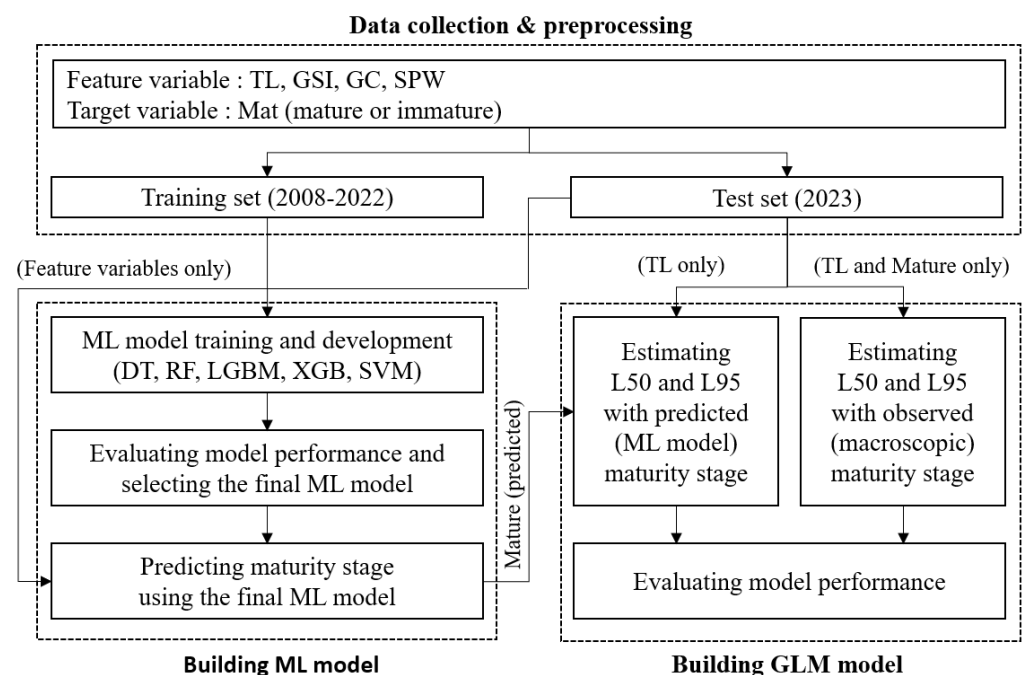 Data collection & preprocessing
Feature variable : TL, GSI, GC, SPW
Target variable : Mat (mature or immature)
Training set (2008-2022)
Test set (2023)
(Feature variables only)
(TL only)
(TL and Mature only)
ML model training and development
(DT, RF, LGBM, XGB, SVM)
Evaluating model performance and
selecting the final ML model
Predicting maturity stage
using the final ML model
Mature (predicted)
Estimating
L50 and L95
with predicted
(ML model)
maturity stage
Estimating
L50 and L95
with observed
(macroscopic)
maturity stage
Evaluating model performance
Building ML model
Building GLM model